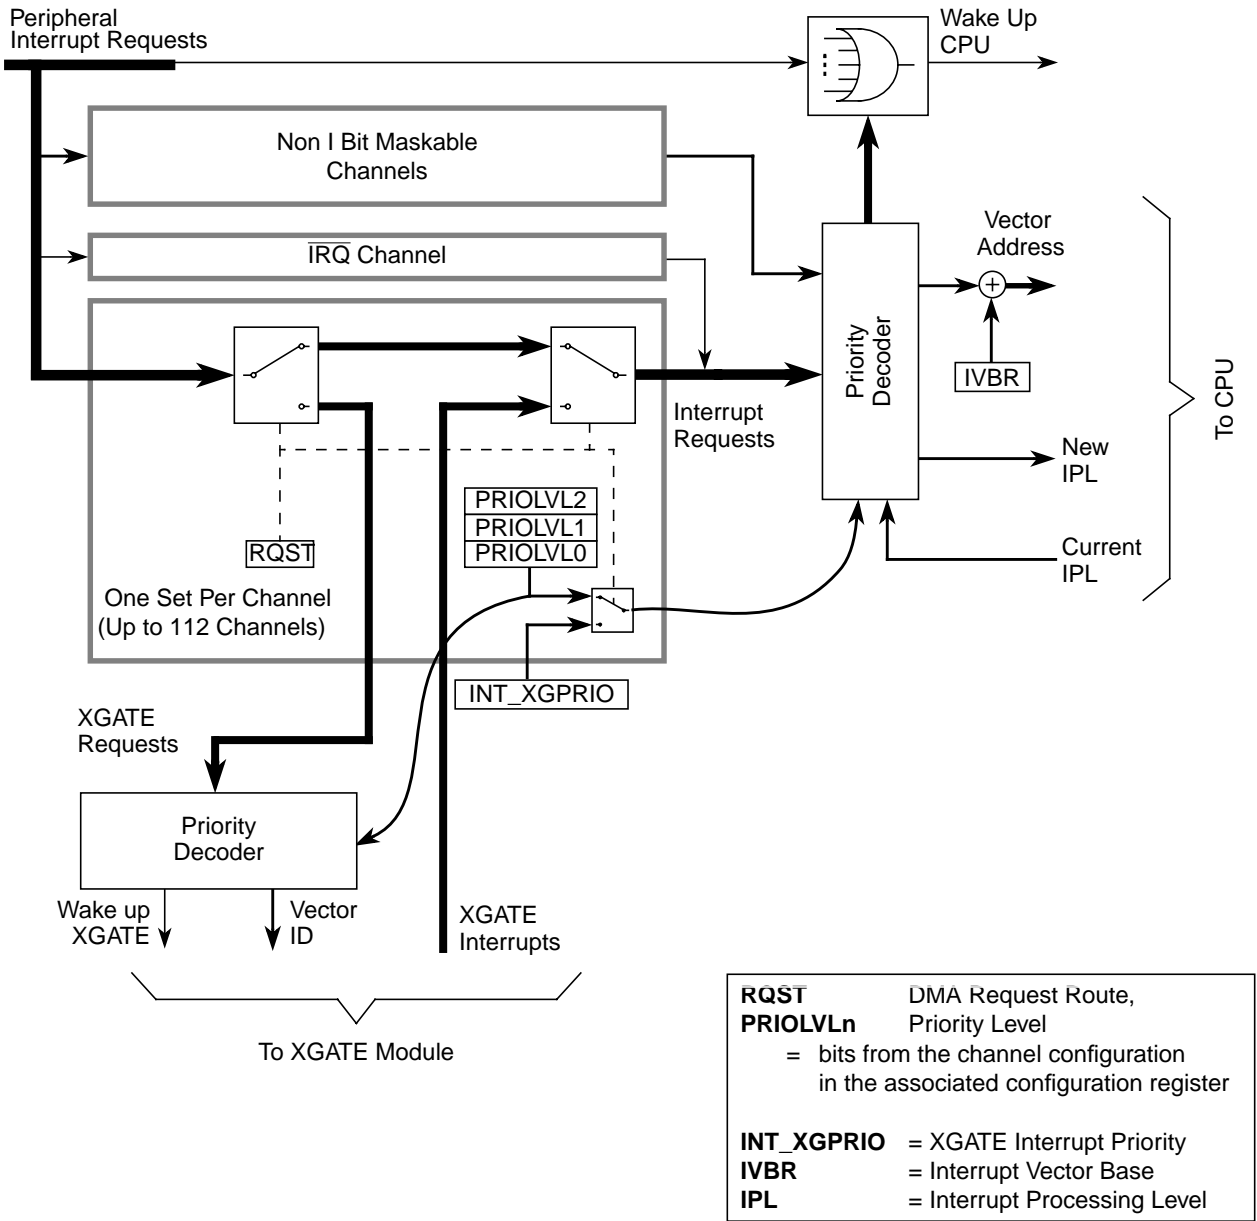 Peripheral
Interrupt Requests
Wake Up
CPU
Non I Bit Maskable
Channels
IRQ Channel
Vector
Address
Priority
Decoder
IVBR
To CPU
Interrupt
Requests
New
IPL
PRIOLVL2
PRIOLVL1
PRIOLVL0
RQST
Current
IPL
One Set Per Channel
(Up to 112 Channels)
INT_XGPRIO
XGATE
Requests
Priority
Decoder
Wake up
XGATE
Vector
ID
XGATE
Interrupts
To XGATE Module
RQST DMA Request Route,
PRIOLVLn Priority Level
= bits from the channel configuration
in the associated configuration register
INT_XGPRIO = XGATE Interrupt Priority
IVBR = Interrupt Vector Base
IPL = Interrupt Processing Level